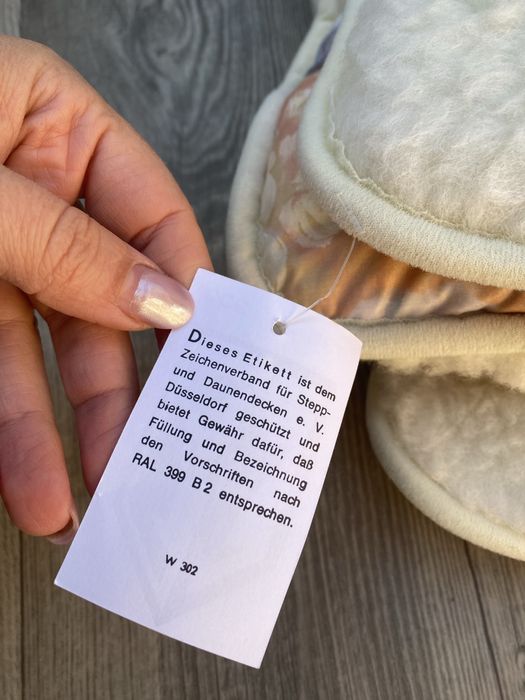 Dieses Etikett ist dem
Zeichenverband für Stepp-
und Daunendecken e. V.
Düsseldorf geschützt und
bietet Gewähr dafür, daß
Füllung und Bezeichnung
den Vorschriften nach
RAL 399 B 2 entsprechen.
W 302